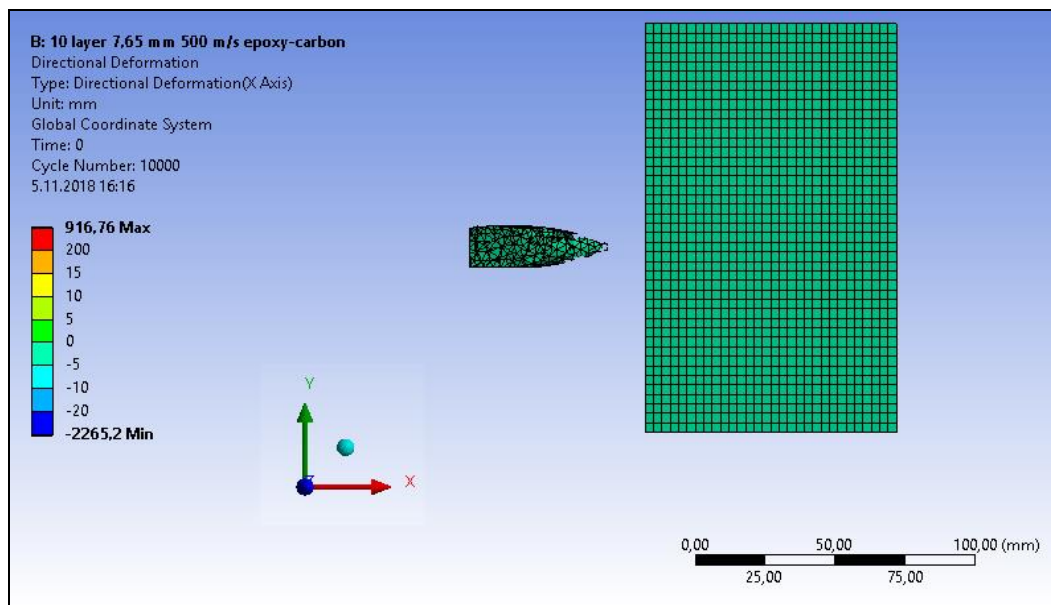 B: 10 layer 7,65 mm 500 m/s epoxy-carbon
Directional Deformation
Type: Directional Deformation(X Axis)
Unit: mm
Global Coordinate System
Time: 0
Cycle Number: 10000
5.11.2018 16:16
916,76 Max
200
15
10
5
0
-5
-10
-20
-2265,2 Min
Y
X
0,00 50,00 100,00 (mm)
25,00 75,00